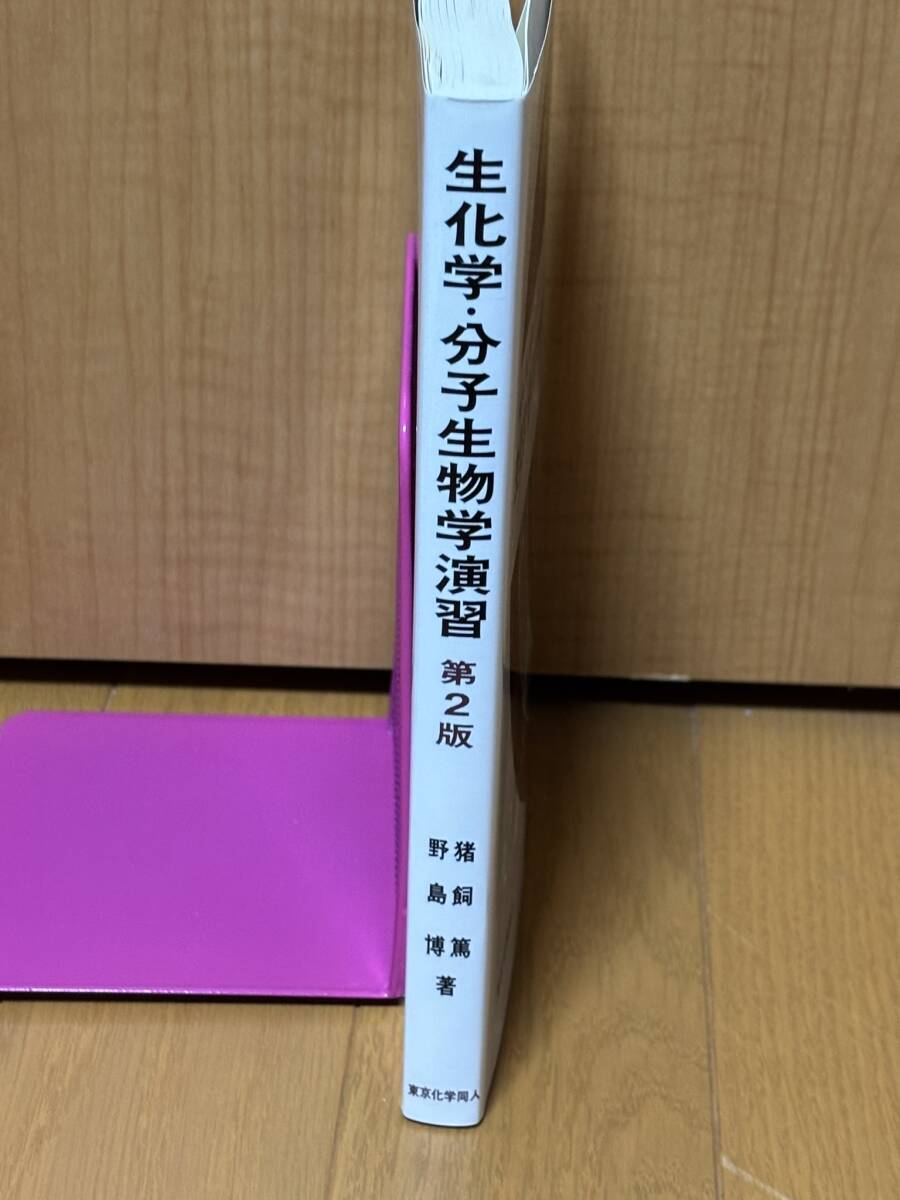 生化学・分子生物学演習 第2版
猪飼 篤
野島 博 著
東京化学同人